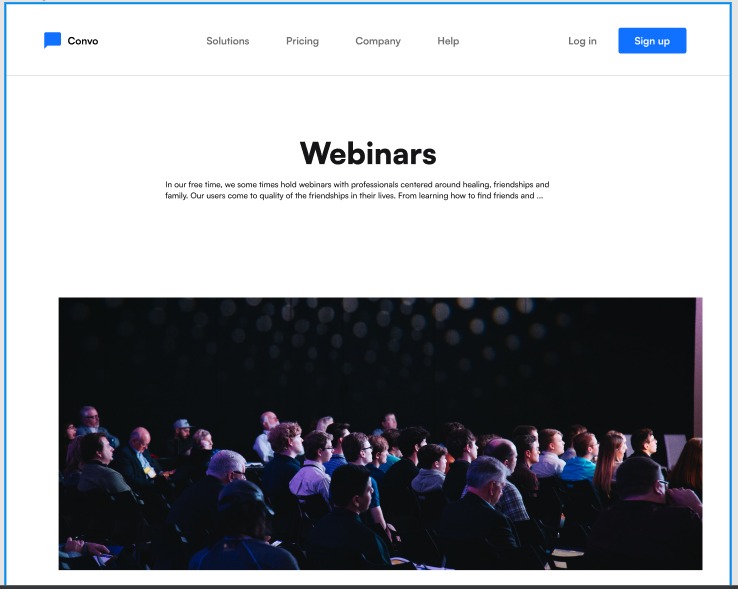 Convo
Solutions
Pricing
Company
Help
Log in
Sign up
Webinars
In our free time, we some times hold webinars with professionals centered around healing, friendships and
family. Our users come to quality of the friendships in their lives. From learning how to find friends and ...